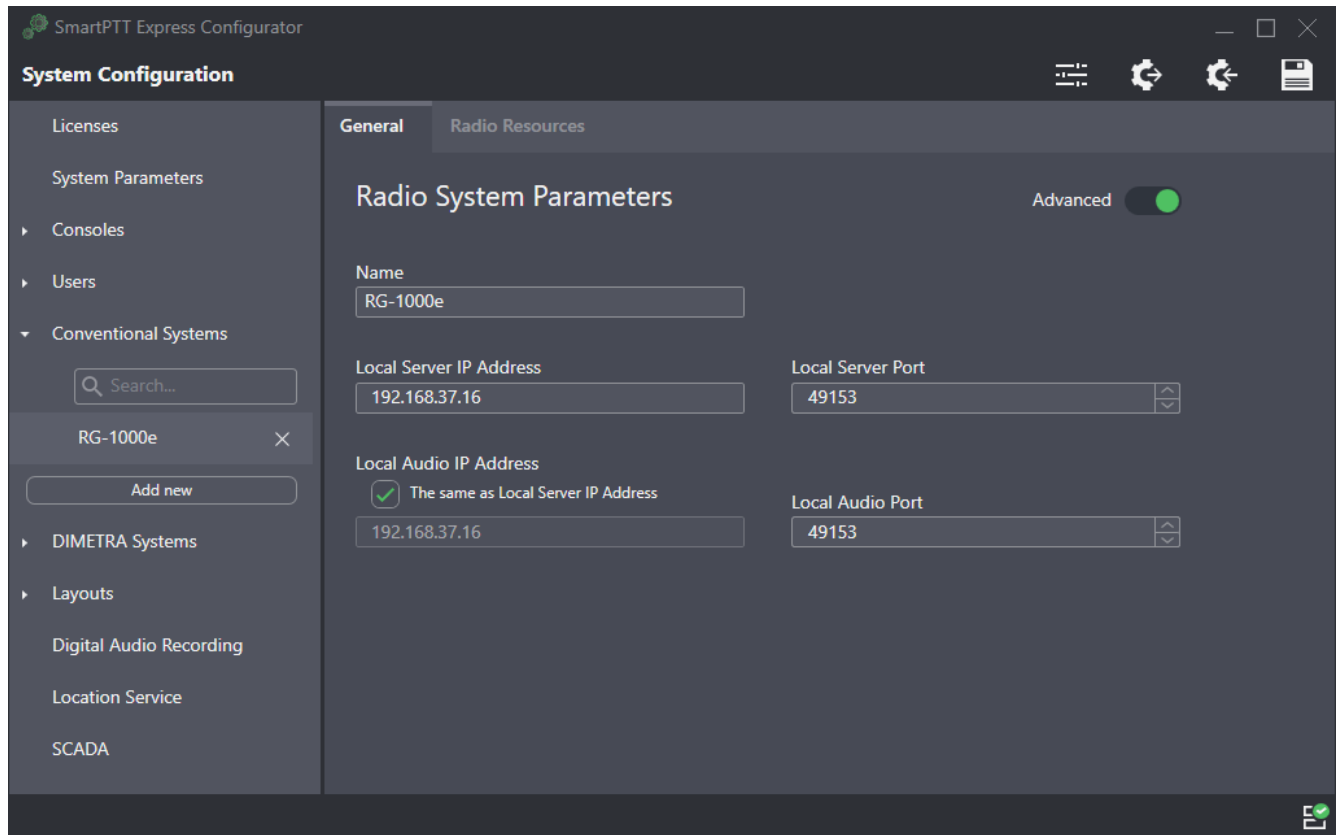 SmartPTT Express Configurator
System Configuration
Licenses
System Parameters
Consoles
Users
Conventional Systems
Search...
RG-1000e
Add new
DIMETRA Systems
Layouts
Digital Audio Recording
Location Service
SCADA
General
Radio Resources
Radio System Parameters
Advanced
Name
RG-1000e
Local Server IP Address
192.168.37.16
Local Server Port
49153
Local Audio IP Address
The same as Local Server IP Address
192.168.37.16
Local Audio Port
49153